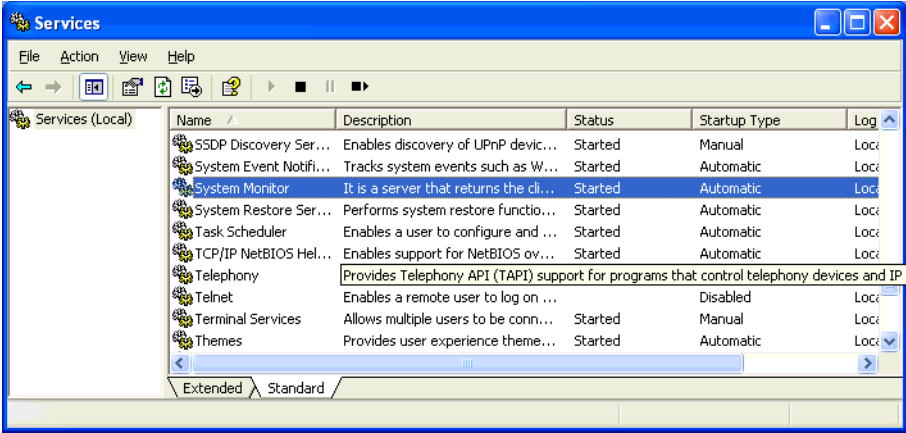 Services
File Action View Help
Services (Local)
Name Description Status Startup Type Log
SSDP Discovery Ser... Enables discovery of UPnP devic... Started Manual Loca
System Event Notifi... Tracks system events such as W... Started Automatic Loca
System Monitor It is a server that returns the cli... Started Automatic Loca
System Restore Ser... Performs system restore functio... Started Automatic Loca
Task Scheduler Enables a user to configure and ... Started Automatic Loca
TCP/IP NetBIOS Hel... Enables support for NetBIOS ov... Started Automatic Loca
Telephony Provides Telephony API (TAPI) support for programs that control telephony devices and IP
Telnet Enables a remote user to log on ... Disabled Loca
Terminal Services Allows multiple users to be conn... Started Manual Loca
Themes Provides user experience theme... Started Automatic Loca
Extended Standard